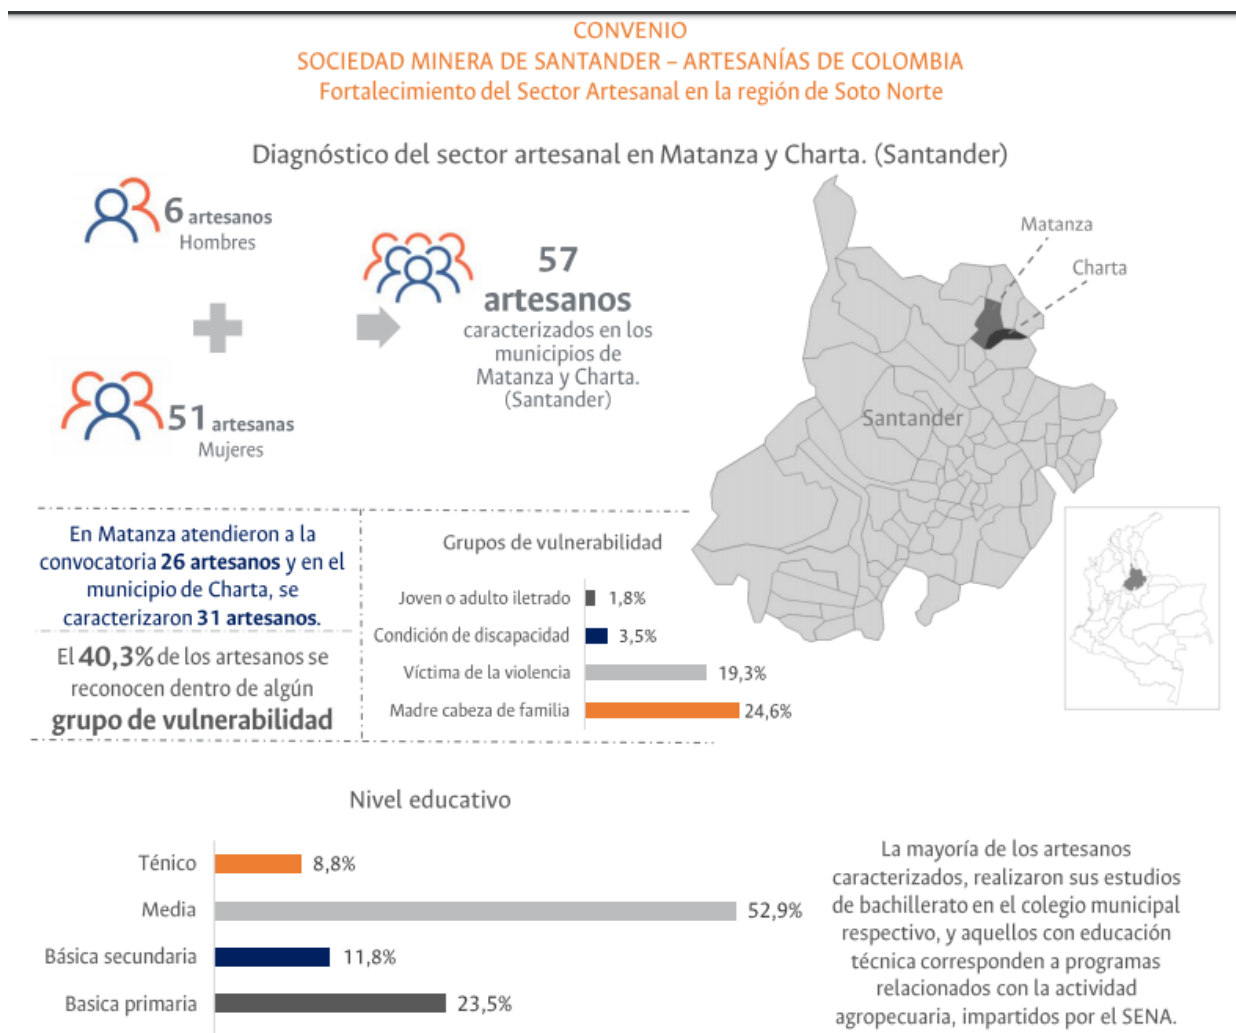 CONVENIO
SOCIEDAD MINERA DE SANTANDER – ARTESANÍAS DE COLOMBIA
Fortalecimiento del Sector Artesanal en la región de Soto Norte
Diagnóstico del sector artesanal en Matanza y Charta. (Santander)
6 artesanos
Hombres
51 artesanas
Mujeres
57
artesanos
caracterizados en los
municipios de
Matanza y Charta.
(Santander)
Matanza
Charta
Santander
En Matanza atendieron a la
convocatoria 26 artesanos y en el
municipio de Charta, se
caracterizaron 31 artesanos.
El 40,3% de los artesanos se
reconocen dentro de algún
grupo de vulnerabilidad
Grupos de vulnerabilidad
Joven o adulto iletrado 1,8%
Condición de discapacidad 3,5%
Víctima de la violencia 19,3%
Madre cabeza de familia 24,6%
Nivel educativo
Ténico 8,8%
Media 52,9%
Básica secundaria 11,8%
Basica primaria 23,5%
La mayoría de los artesanos
caracterizados, realizaron sus estudios
de bachillerato en el colegio municipal
respectivo, y aquellos con educación
técnica corresponden a programas
relacionados con la actividad
agropecuaria, impartidos por el SENA.